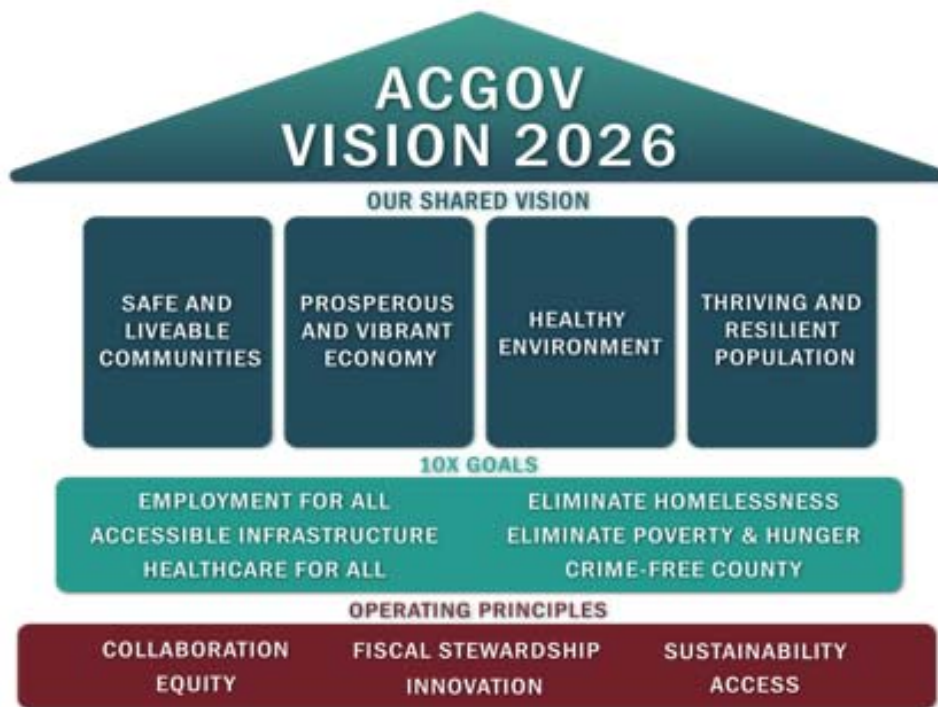 ACGOV
VISION 2026
OUR SHARED VISION
SAFE AND
LIVEABLE
COMMUNITIES
PROSPEROUS
AND VIBRANT
ECONOMY
HEALTHY
ENVIRONMENT
THRIVING AND
RESILIENT
POPULATION
10X GOALS
EMPLOYMENT FOR ALL
ACCESSIBLE INFRASTRUCTURE
HEALTHCARE FOR ALL
ELIMINATE HOMELESSNESS
ELIMINATE POVERTY & HUNGER
CRIME-FREE COUNTY
OPERATING PRINCIPLES
COLLABORATION
EQUITY
FISCAL STEWARDSHIP
INNOVATION
SUSTAINABILITY
ACCESS